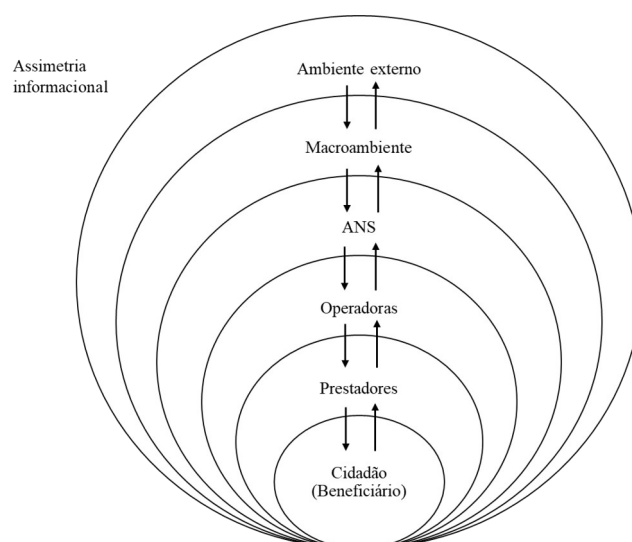 Assimetria
informacional
Ambiente externo
Macroambiente
ANS
Operadoras
Prestadores
Cidadão
(Beneficiário)